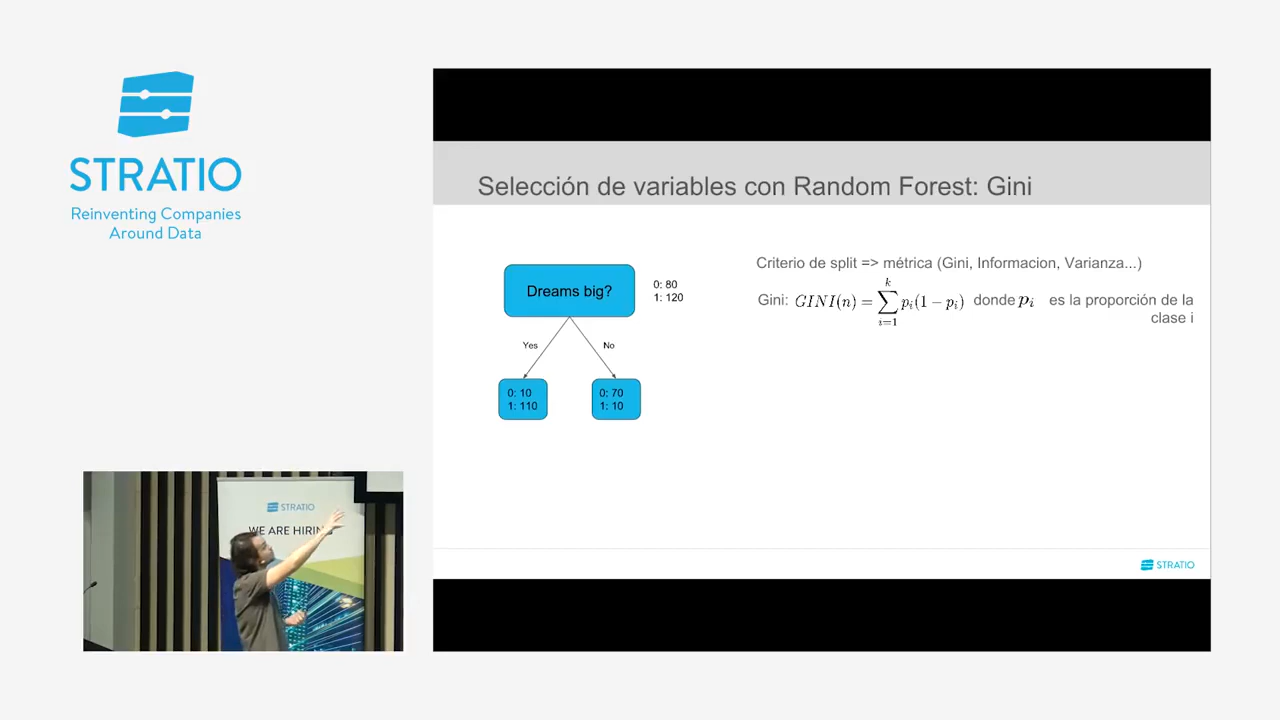 STRATIO
Reinventing Companies
Around Data
Selección de variables con Random Forest: Gini
Dreams big?
0: 80
1: 120
Yes
No
0: 10
1: 110
0: 70
1: 10
Criterio de split => métrica (Gini, Informacion, Varianza...)
Gini: GINI(n) = \sum_{i=1}^{k} p_i(1 − p_i) donde p_i es la proporción de la
clase i
STRATIO
STRATIO
WE ARE HIRING